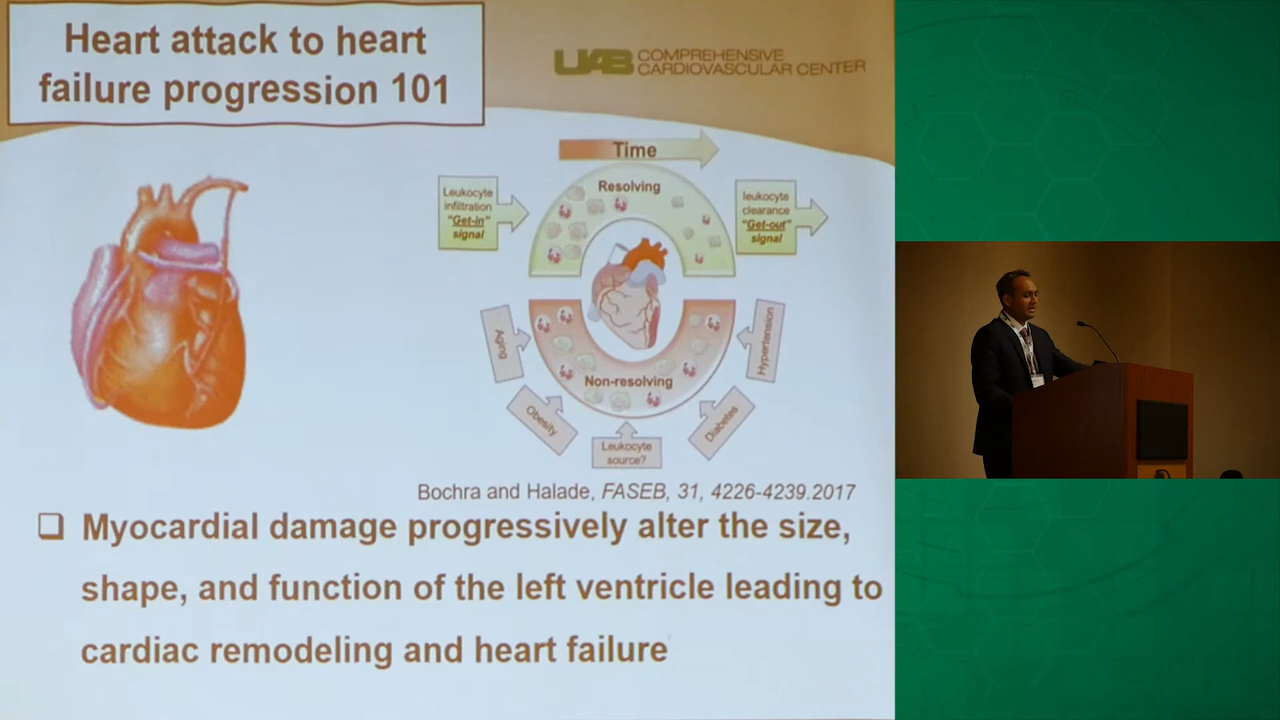 Heart attack to heart
failure progression 101
UAB COMPREHENSIVE
CARDIOVASCULAR CENTER
Time
Leukocyte
infiltration
"Get-in"
signal
Resolving
leukocyte
clearance
"Get-out"
signal
Aging
Hypertension
Non-resolving
Obesity
Diabetes
Leukocyte
source?
Bochra and Halade, FASEB, 31, 4226-4239.2017
❑ Myocardial damage progressively alter the size,
shape, and function of the left ventricle leading to
cardiac remodeling and heart failure